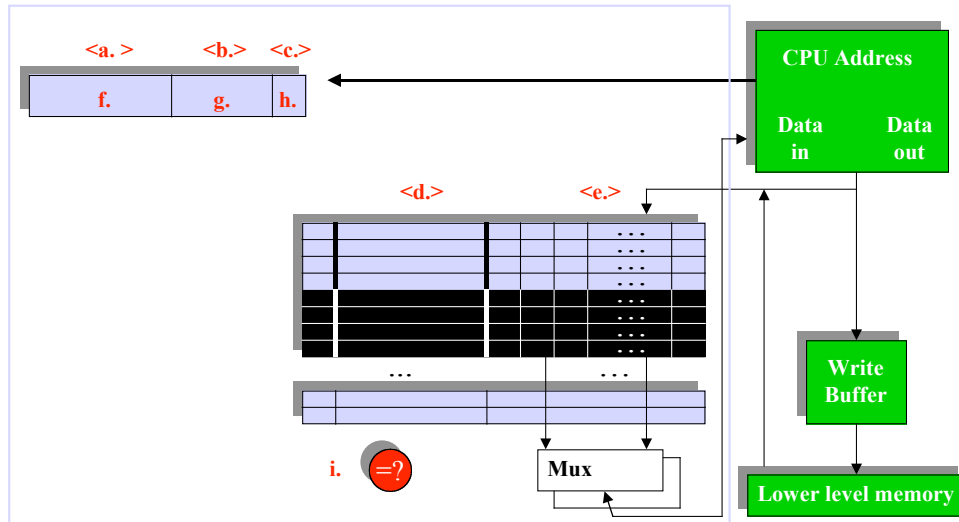 <a. >
<b.>
<c.>
f.
g.
h.
CPU Address
Data
in
Data
out
<d.>
<e.>
. . .
. . .
. . .
. . .
. . .
. . .
. . .
. . .
...
. . .
Write
Buffer
i.
=?
Mux
Lower level memory